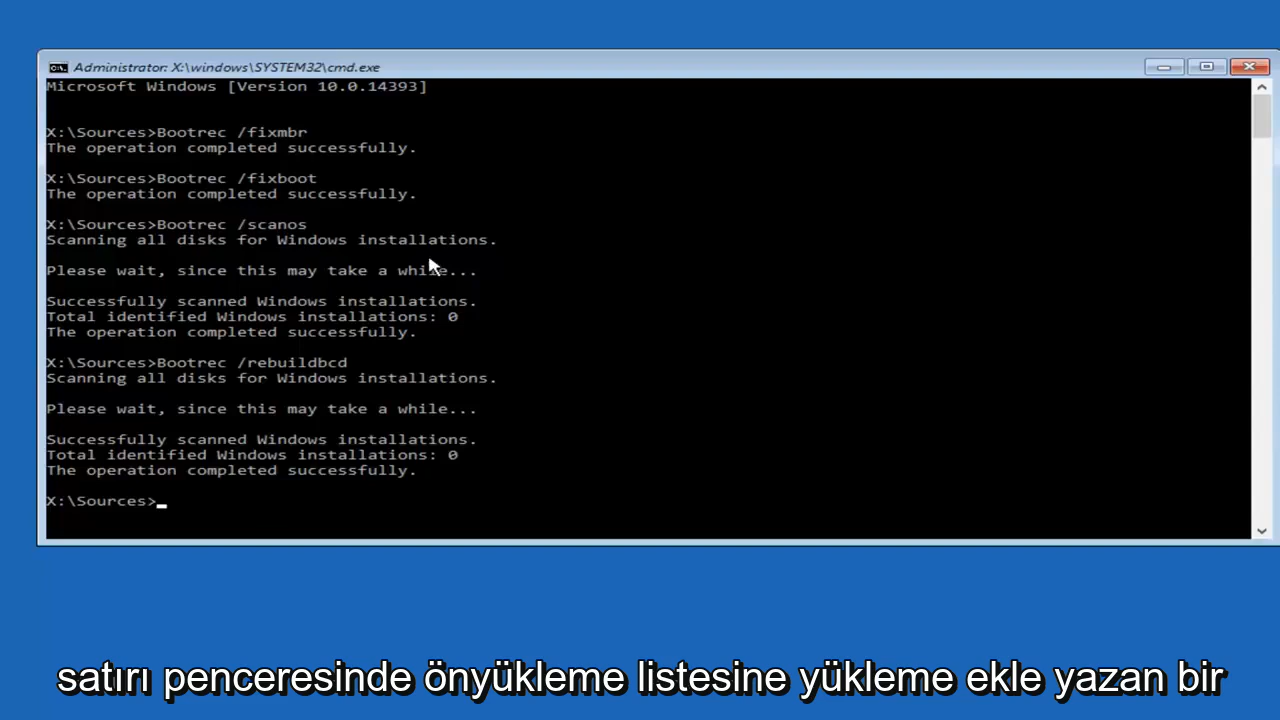 Administrator: X:\windows\SYSTEM32\cmd.exe
Microsoft Windows [Version 10.0.14393]
X:\Sources>Bootrec /fixmbr
The operation completed successfully.
X:\Sources>Bootrec /fixboot
The operation completed successfully.
X:\Sources>Bootrec /scanos
Scanning all disks for Windows installations.
Please wait, since this may take a while...
Successfully scanned Windows installations.
Total identified Windows installations: 0
The operation completed successfully.
X:\Sources>Bootrec /rebuildbcd
Scanning all disks for Windows installations.
Please wait, since this may take a while...
Successfully scanned Windows installations.
Total identified Windows installations: 0
The operation completed successfully.
X:\Sources>
satırı penceresinde önyükleme listesine yükleme ekle yazan bir